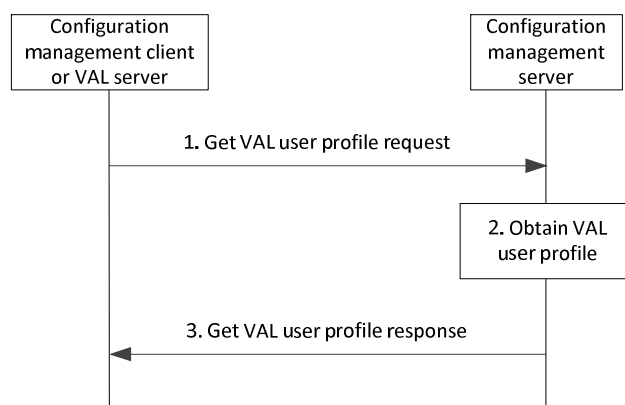 Configuration
management client
or VAL server
Configuration
management
server
1. Get VAL user profile request
2. Obtain VAL
user profile
3. Get VAL user profile response